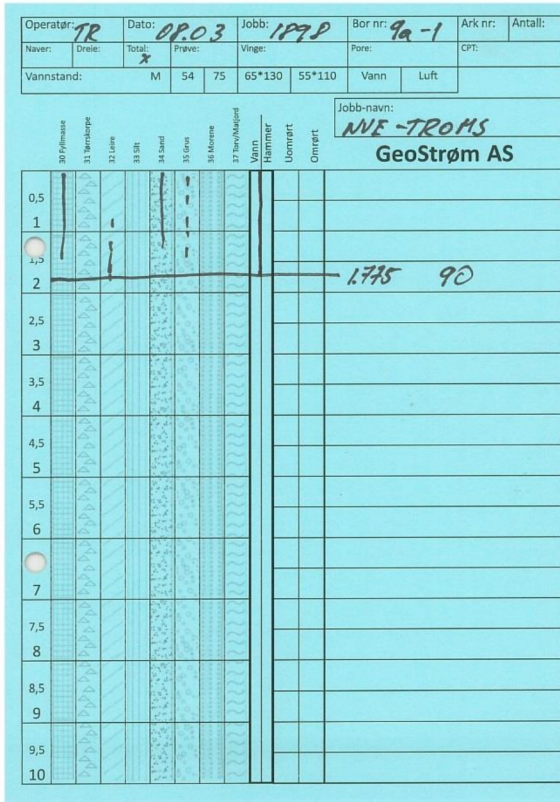 Operatør: TR Dato: 08.03 Jobb: 1898 Bor nr: 9a-1 Ark nr: Antall:
Naver: Dreie: Total: x Prøve: Vinge: Pore: CPT:
Vannstand: M 54 75 65*130 55*110 Vann Luft
Jobb-navn:
NVE-TROMS
GeoStrøm AS
30 Fyllmasse 31 Tørrskorpe 32 Leire 33 Silt 34 Sand 35 Grus 36 Morene 37 Torv/Matjord Vann Hammer Uomrørt Omrørt
0,5
1
1,5
1.775 90
2
2,5
3
3,5
4
4,5
5
5,5
6
7
7,5
8
8,5
9
9,5
10